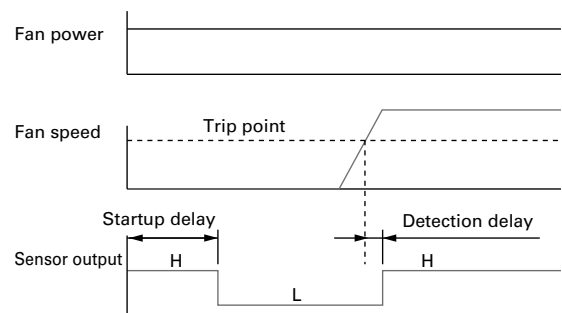 Fan power
Fan speed
Trip point
Startup delay
Detection delay
Sensor output
H
L
H